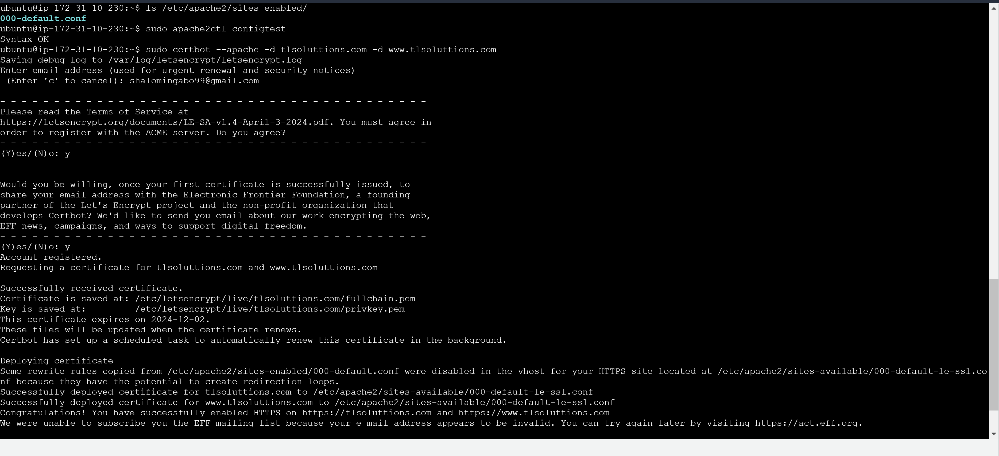 ubuntu@ip-172-31-10-230:~$ ls /etc/apache2/sites-enabled/
000-default.conf
ubuntu@ip-172-31-10-230:~$ sudo apache2ctl configtest
Syntax OK
ubuntu@ip-172-31-10-230:~$ sudo certbot --apache -d tlsoluttions.com -d www.tlsoluttions.com
Saving debug log to /var/log/letsencrypt/letsencrypt.log
Enter email address (used for urgent renewal and security notices)
 (Enter 'c' to cancel): shalomingabo99@gmail.com
- - - - - - - - - - - - - - - - - - - - - - - - - - - - - - - - - - - - - - - -
Please read the Terms of Service at
https://letsencrypt.org/documents/LE-SA-v1.4-April-3-2024.pdf. You must agree in
order to register with the ACME server. Do you agree?
- - - - - - - - - - - - - - - - - - - - - - - - - - - - - - - - - - - - - - - -
(Y)es/(N)o: y
- - - - - - - - - - - - - - - - - - - - - - - - - - - - - - - - - - - - - - - -
Would you be willing, once your first certificate is successfully issued, to
share your email address with the Electronic Frontier Foundation, a founding
partner of the Let's Encrypt project and the non-profit organization that
develops Certbot? We'd like to send you email about our work encrypting the web,
EFF news, campaigns, and ways to support digital freedom.
- - - - - - - - - - - - - - - - - - - - - - - - - - - - - - - - - - - - - - - -
(Y)es/(N)o: y
Account registered.
Requesting a certificate for tlsoluttions.com and www.tlsoluttions.com
Successfully received certificate.
Certificate is saved at: /etc/letsencrypt/live/tlsoluttions.com/fullchain.pem
Key is saved at:         /etc/letsencrypt/live/tlsoluttions.com/privkey.pem
This certificate expires on 2024-12-02.
These files will be updated when the certificate renews.
Certbot has set up a scheduled task to automatically renew this certificate in the background.
Deploying certificate
Some rewrite rules copied from /etc/apache2/sites-enabled/000-default.conf were disabled in the vhost for your HTTPS site located at /etc/apache2/sites-available/000-default-le-ssl.co
nf because they have the potential to create redirection loops.
Successfully deployed certificate for tlsoluttions.com to /etc/apache2/sites-available/000-default-le-ssl.conf
Successfully deployed certificate for www.tlsoluttions.com to /etc/apache2/sites-available/000-default-le-ssl.conf
Congratulations! You have successfully enabled HTTPS on https://tlsoluttions.com and https://www.tlsoluttions.com
We were unable to subscribe you the EFF mailing list because your e-mail address appears to be invalid. You can try again later by visiting https://act.eff.org.